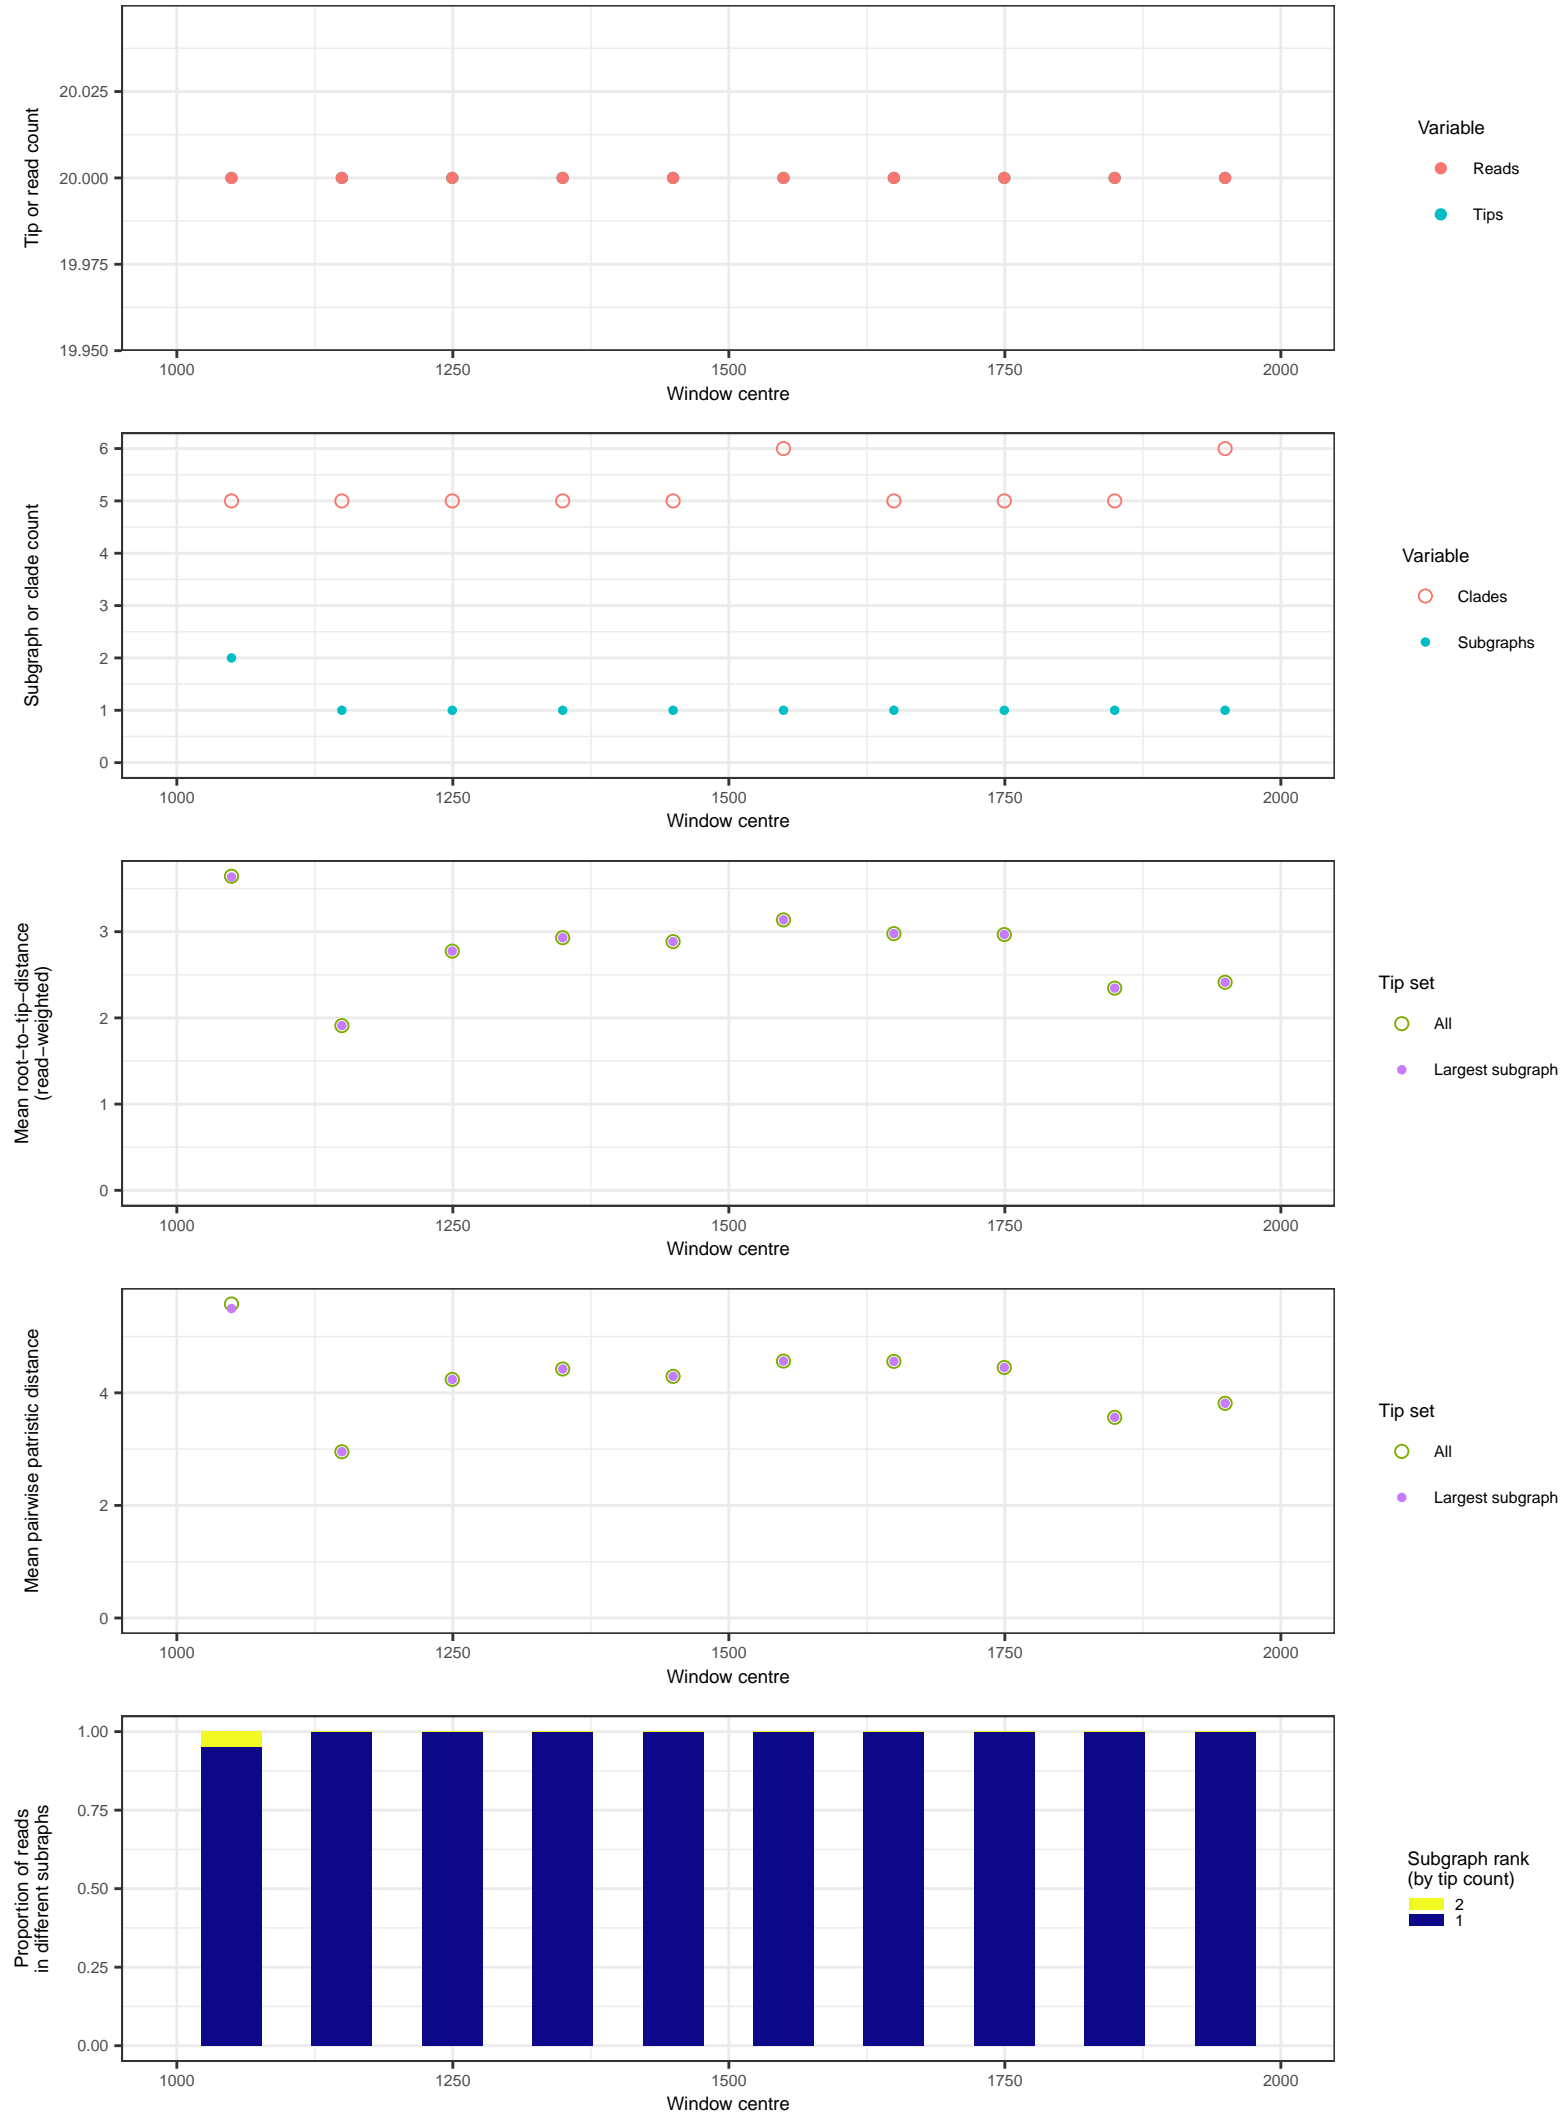 Tip or read count
20.025
20.000
19.975
19.950
1000 1250 1500 1750 2000
Window centre
Variable
Reads
Tips
Subgraph or clade count
6
5
4
3
2
1
0
1000 1250 1500 1750 2000
Window centre
Variable
Clades
Subgraphs
Mean root−to−tip−distance
(read−weighted)
3
2
1
0
1000 1250 1500 1750 2000
Window centre
Tip set
All
Largest subgraph
Mean pairwise patristic distance
4
2
0
1000 1250 1500 1750 2000
Window centre
Tip set
All
Largest subgraph
Proportion of reads
in different subraphs
1.00
0.75
0.50
0.25
0.00
1000 1250 1500 1750 2000
Window centre
Subgraph rank
(by tip count)
2
1